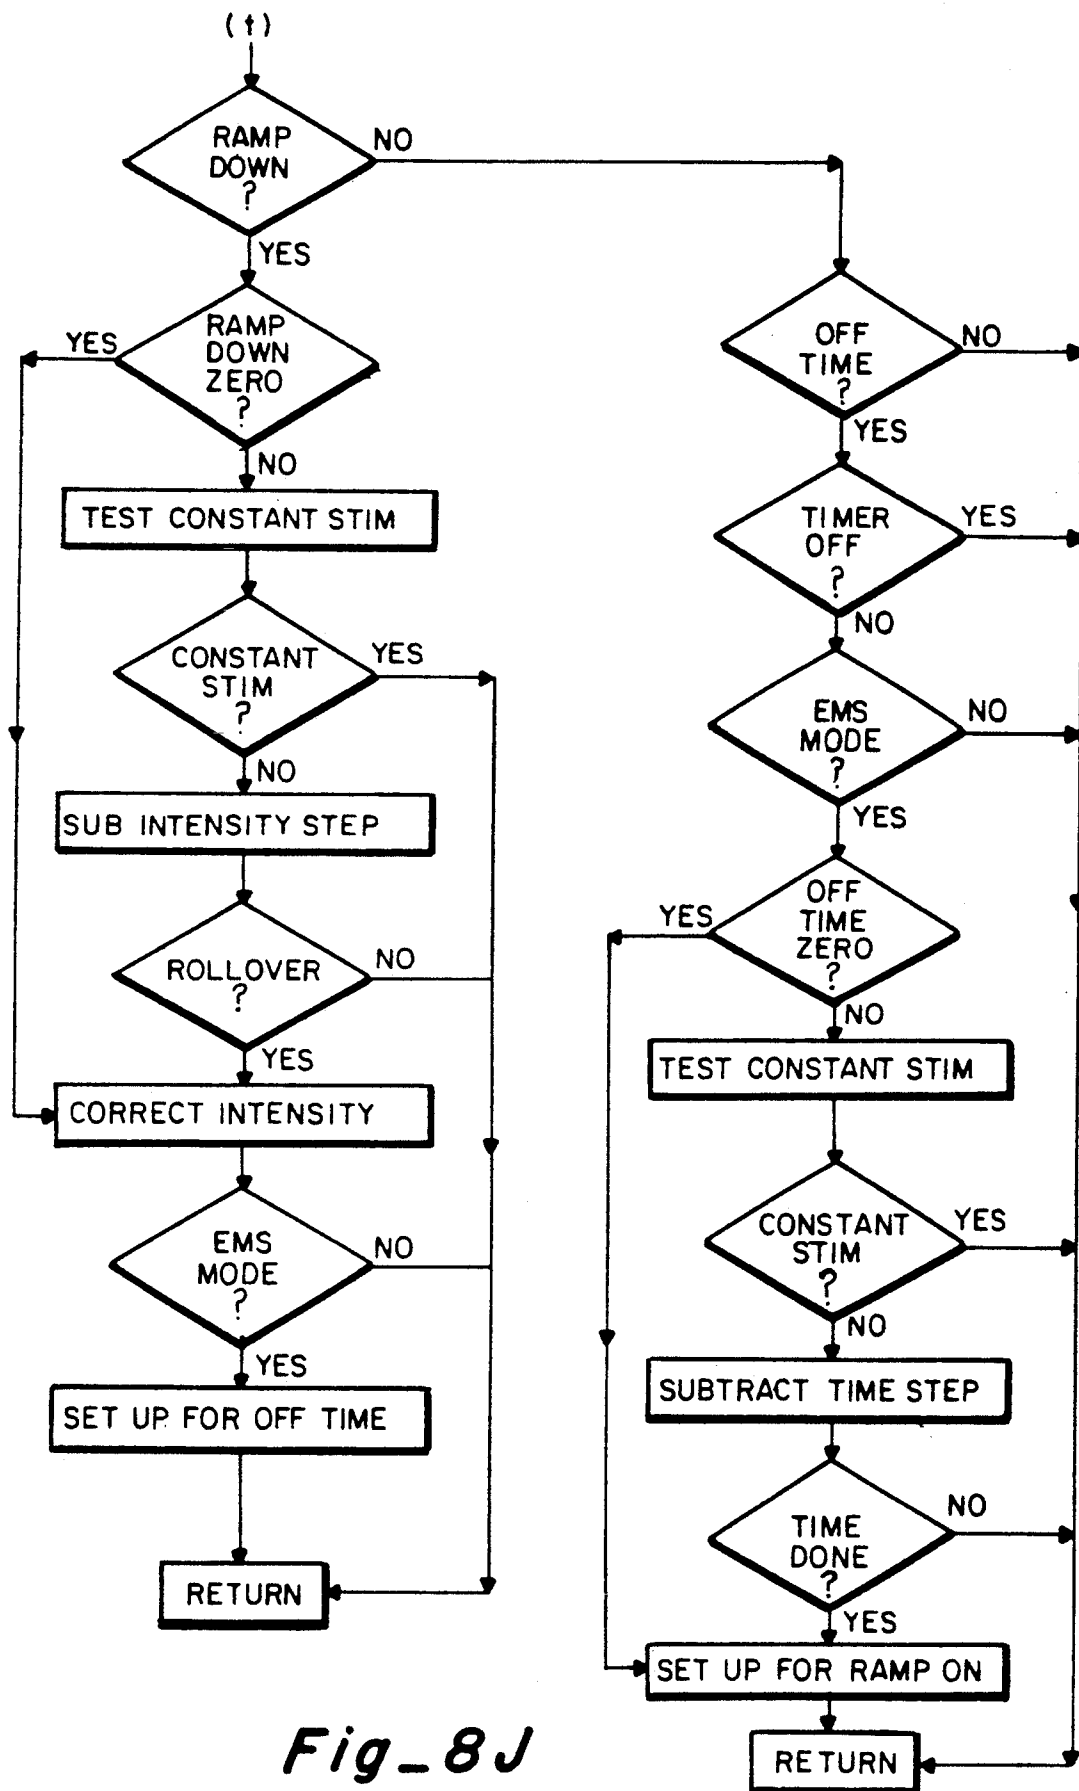 (t)
RAMP
DOWN
?
NO
YES
RAMP
DOWN
ZERO
?
YES
NO
TEST CONSTANT STIM
CONSTANT
STIM
?
YES
NO
SUB INTENSITY STEP
ROLLOVER
?
NO
YES
CORRECT INTENSITY
EMS
MODE
?
NO
YES
SET UP FOR OFF TIME
RETURN
OFF
TIME
?
NO
YES
TIMER
OFF
?
YES
NO
EMS
MODE
?
NO
YES
OFF
TIME
ZERO
?
YES
NO
TEST CONSTANT STIM
CONSTANT
STIM
?
YES
NO
SUBTRACT TIME STEP
TIME
DONE
?
NO
YES
SET UP FOR RAMP ON
RETURN
Fig_8J